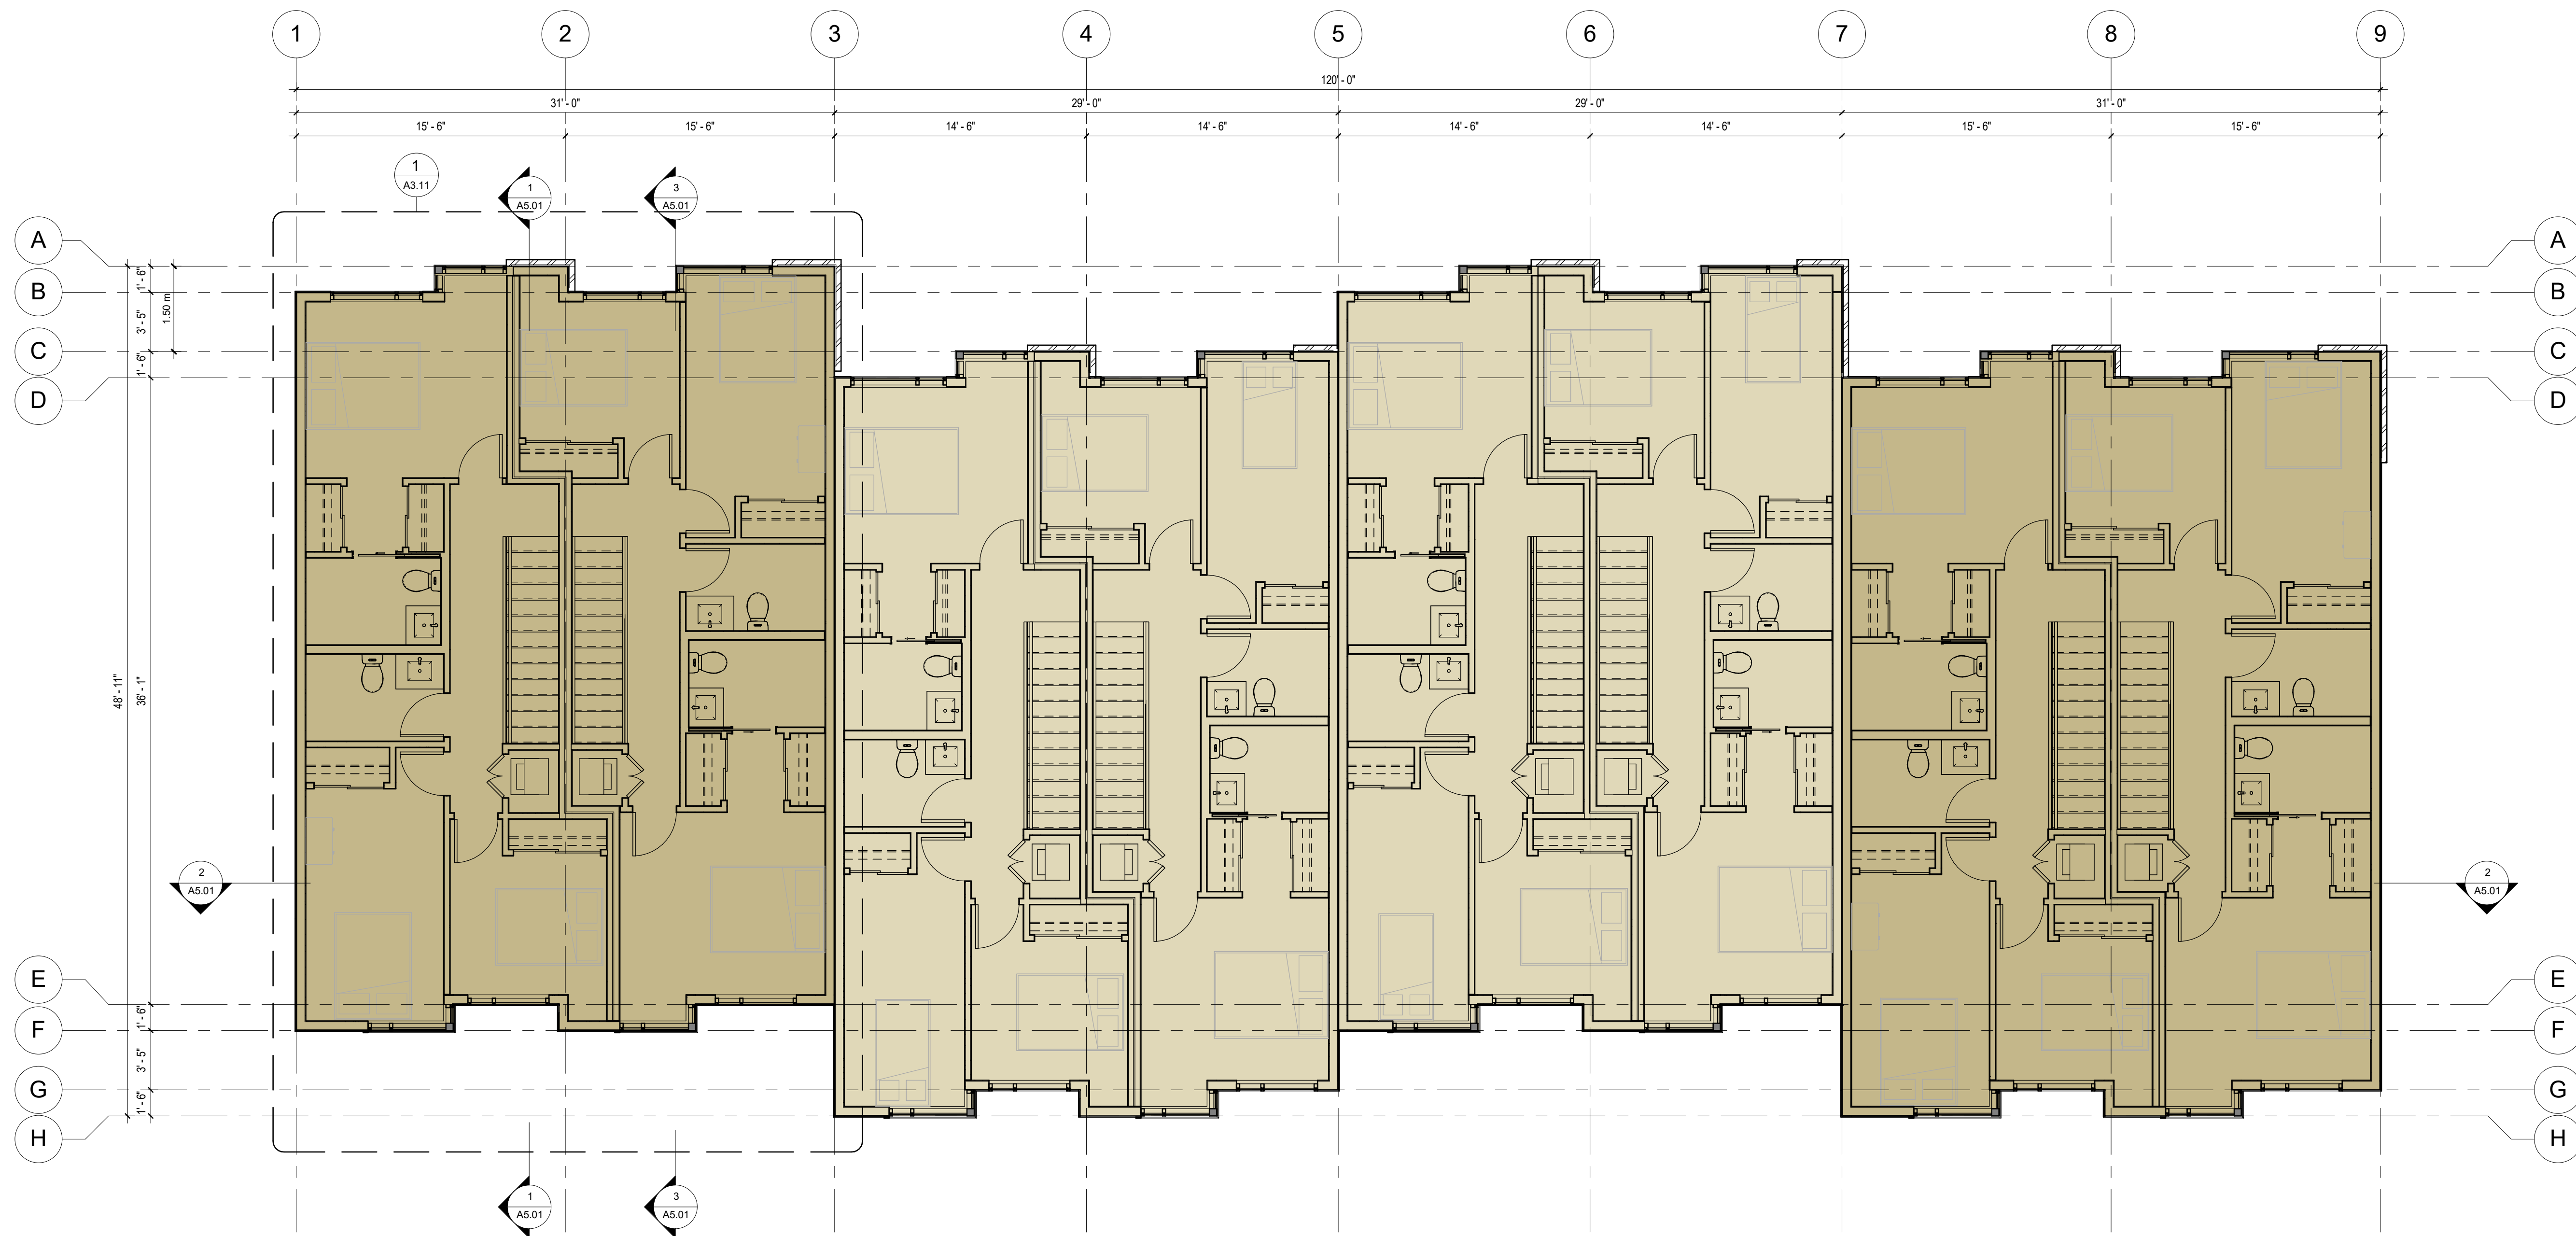 1 2 3 4 5 6 7 8 9
120' - 0"
31' - 0" 29' - 0" 29' - 0" 31' - 0"
15' - 6" 15' - 6" 14' - 6" 14' - 6" 14' - 6" 14' - 6" 15' - 6" 15' - 6"
1
A3.11
1
A5.01
3
A5.01
A A
B B
C C
D D
1' - 6"
3' - 5"
1' - 6"
1.50 m
48' - 11"
36' - 1"
2
A5.01
2
A5.01
E E
F F
G G
H H
1' - 6"
3' - 5"
1' - 6"
1
A5.01
3
A5.01